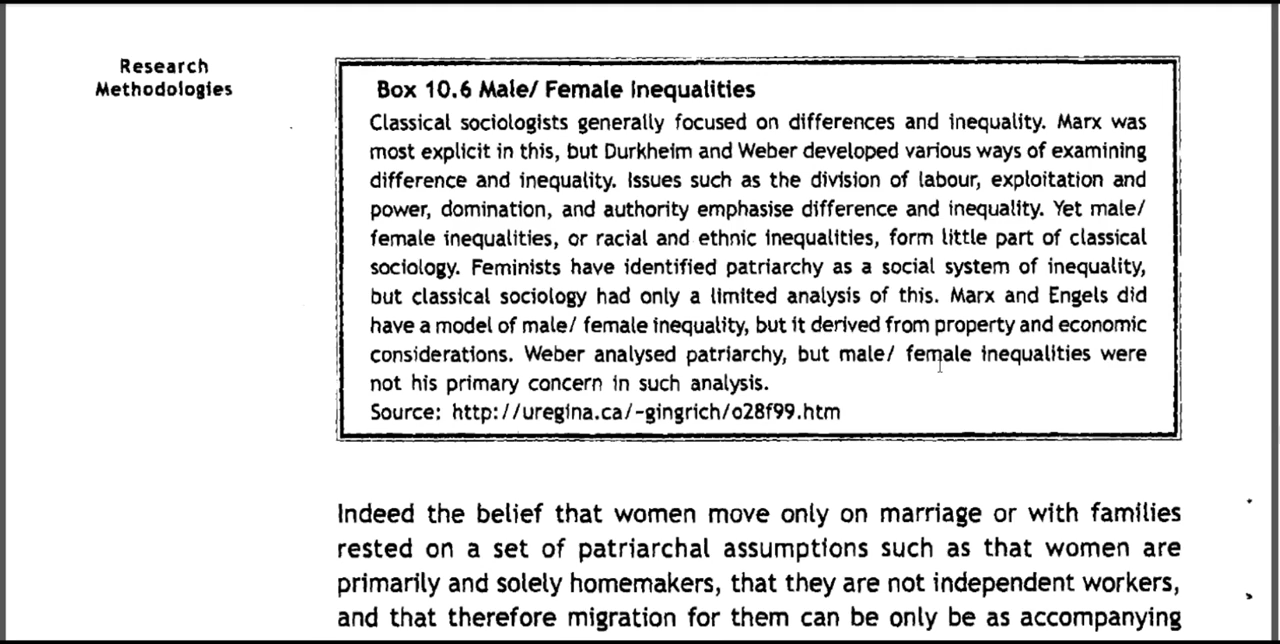 Research
Methodologies
Box 10.6 Male/ Female Inequalities
Classical sociologists generally focused on differences and inequality. Marx was
most explicit in this, but Durkheim and Weber developed various ways of examining
difference and inequality. Issues such as the division of labour, exploitation and
power, domination, and authority emphasise difference and inequality. Yet male/
female inequalities, or racial and ethnic inequalities, form little part of classical
sociology. Feminists have identified patriarchy as a social system of inequality,
but classical sociology had only a limited analysis of this. Marx and Engels did
have a model of male/ female inequality, but it derived from property and economic
considerations. Weber analysed patriarchy, but male/ female inequalities were
not his primary concern in such analysis.
Source: http://uregina.ca/-gingrich/o28f99.htm
Indeed the belief that women move only on marriage or with families
rested on a set of patriarchal assumptions such as that women are
primarily and solely homemakers, that they are not independent workers,
and that therefore migration for them can be only be as accompanying